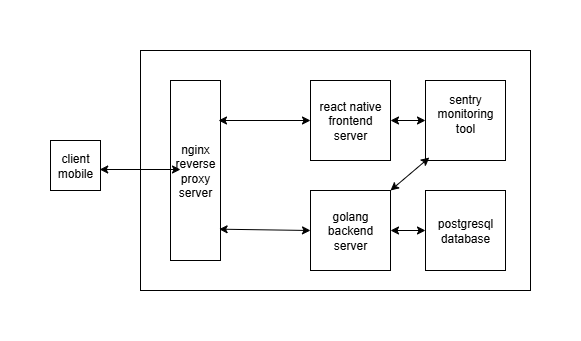 client
mobile
nginx
reverse
proxy
server
react native
frontend
server
sentry
monitoring
tool
golang
backend
server
postgresql
database